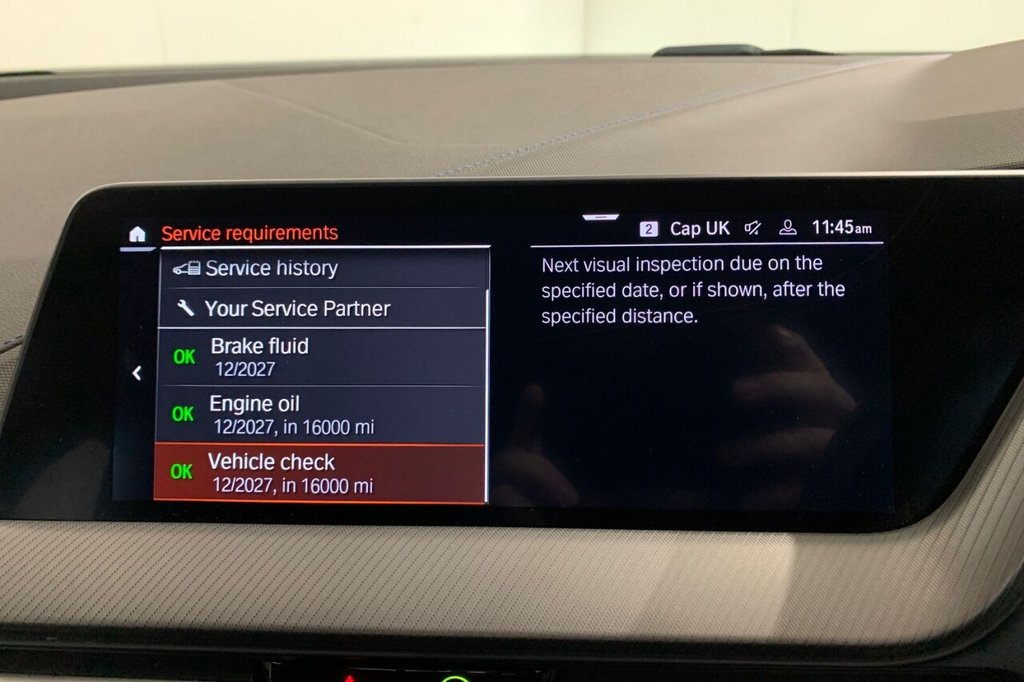 Service requirements
2 Cap UK 11:45am
Service history
Your Service Partner
OK Brake fluid
12/2027
OK Engine oil
12/2027, in 16000 mi
OK Vehicle check
12/2027, in 16000 mi
Next visual inspection due on the
specified date, or if shown, after the
specified distance.